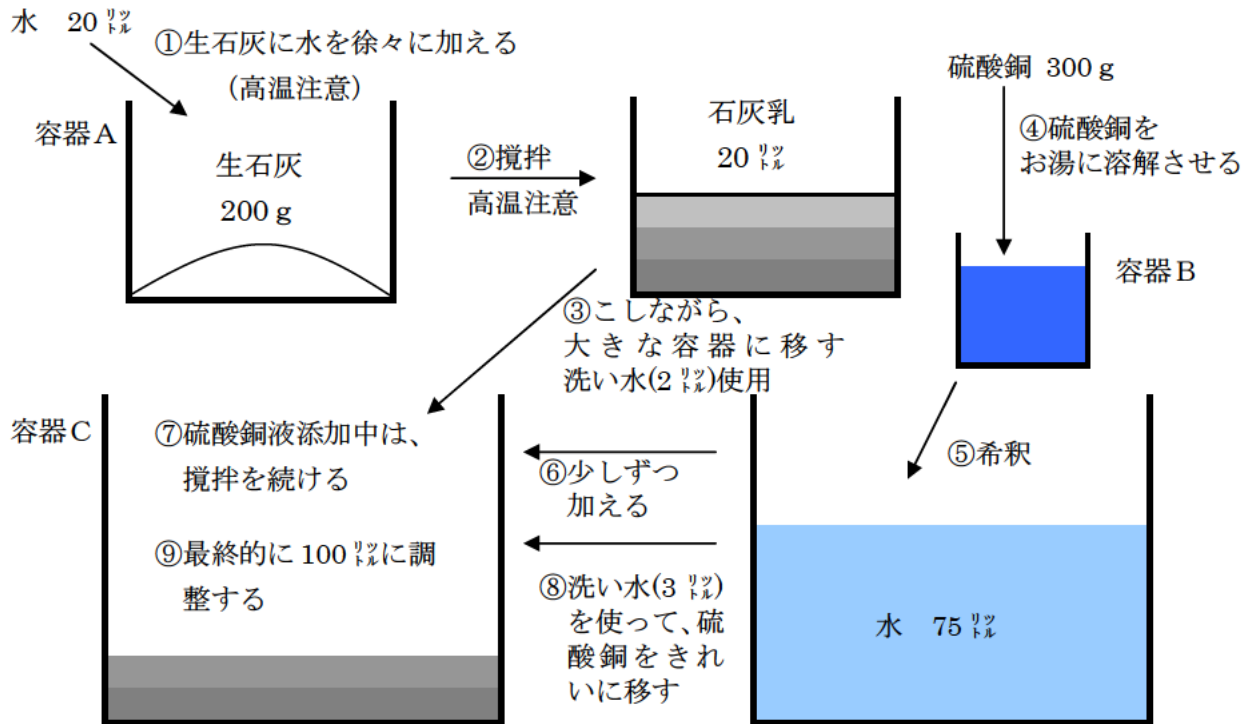 水 20㍑
①生石灰に水を徐々に加える
(高温注意)
容器A
生石灰
200 g
②撹拌
高温注意
石灰乳
20㍑
硫酸銅 300 g
④硫酸銅を
お湯に溶解させる
容器B
③こしながら、
大きな容器に移す
洗い水(2㍑)使用
⑤希釈
容器C
⑦硫酸銅液添加中は、
撹拌を続ける
⑥少しずつ
加える
⑨最終的に100㍑に調
整する
⑧洗い水(3㍑)
を使って、硫
酸銅をきれ
いに移す
水 75㍑